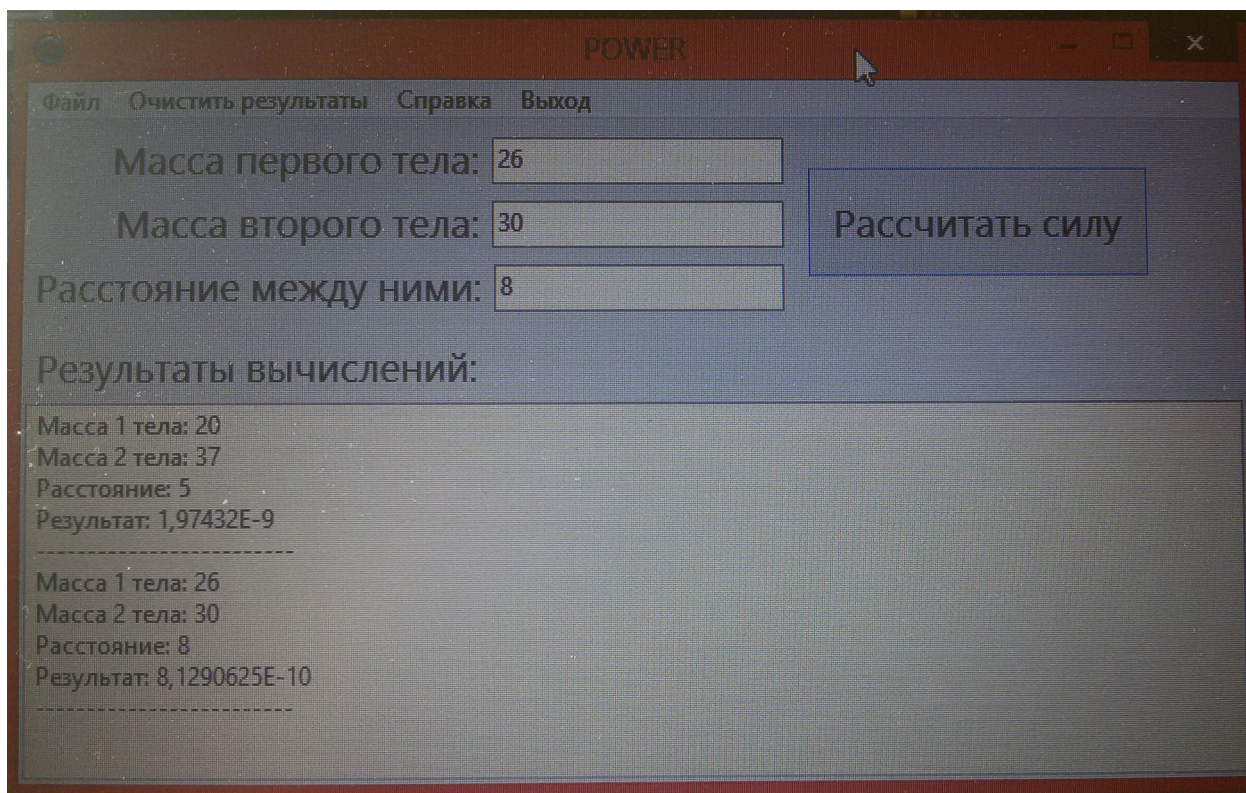 POWER
Файл Очистить результаты Справка Выход
Масса первого тела: 26
Масса второго тела: 30
Рассчитать силу
Расстояние между ними: 8
Результаты вычислений:
Масса 1 тела: 20
Масса 2 тела: 37
Расстояние: 5
Результат: 1,97432E-9
-------------------------
Масса 1 тела: 26
Масса 2 тела: 30
Расстояние: 8
Результат: 8,1290625E-10
-------------------------